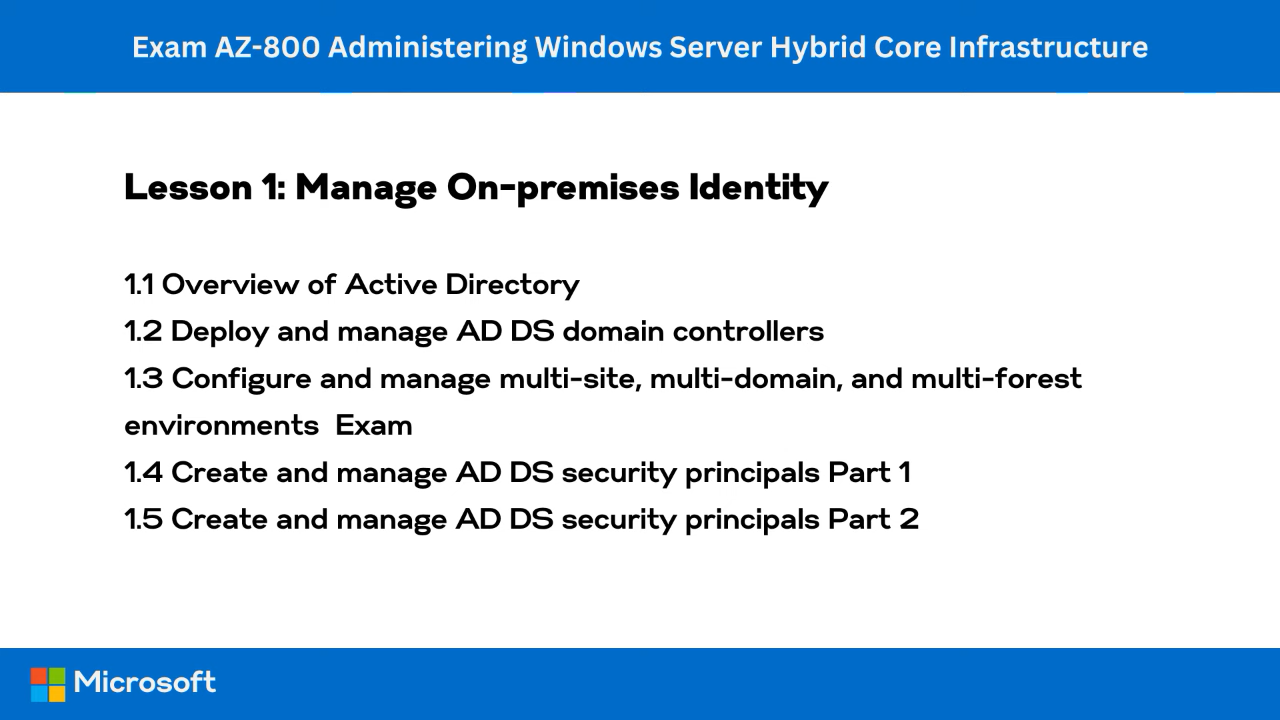 Exam AZ-800 Administering Windows Server Hybrid Core Infrastructure
Lesson 1: Manage On-premises Identity
1.1 Overview of Active Directory
1.2 Deploy and manage AD DS domain controllers
1.3 Configure and manage multi-site, multi-domain, and multi-forest
environments  Exam
1.4 Create and manage AD DS security principals Part 1
1.5 Create and manage AD DS security principals Part 2
Microsoft